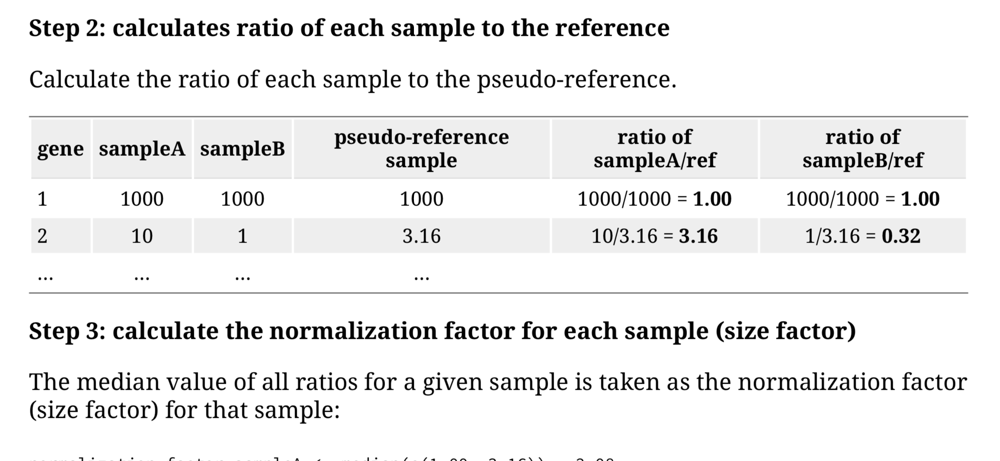 Step 2: calculates ratio of each sample to the reference
Calculate the ratio of each sample to the pseudo-reference.
gene sampleA sampleB pseudo-reference sample ratio of sampleA/ref ratio of sampleB/ref
1 1000 1000 1000 1000/1000 = 1.00 1000/1000 = 1.00
2 10 1 3.16 10/3.16 = 3.16 1/3.16 = 0.32
... ... ... ...
Step 3: calculate the normalization factor for each sample (size factor)
The median value of all ratios for a given sample is taken as the normalization factor
(size factor) for that sample: